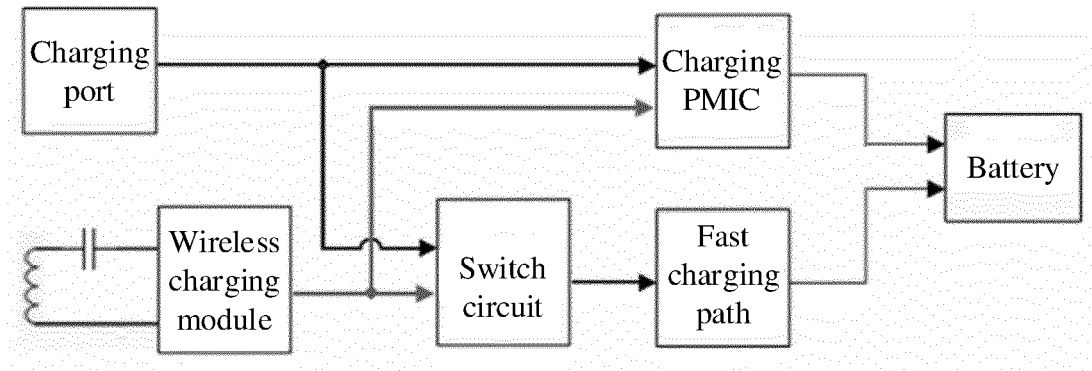 Charging
port
Charging
PMIC
Battery
Wireless
charging
module
Switch
circuit
Fast
charging
path